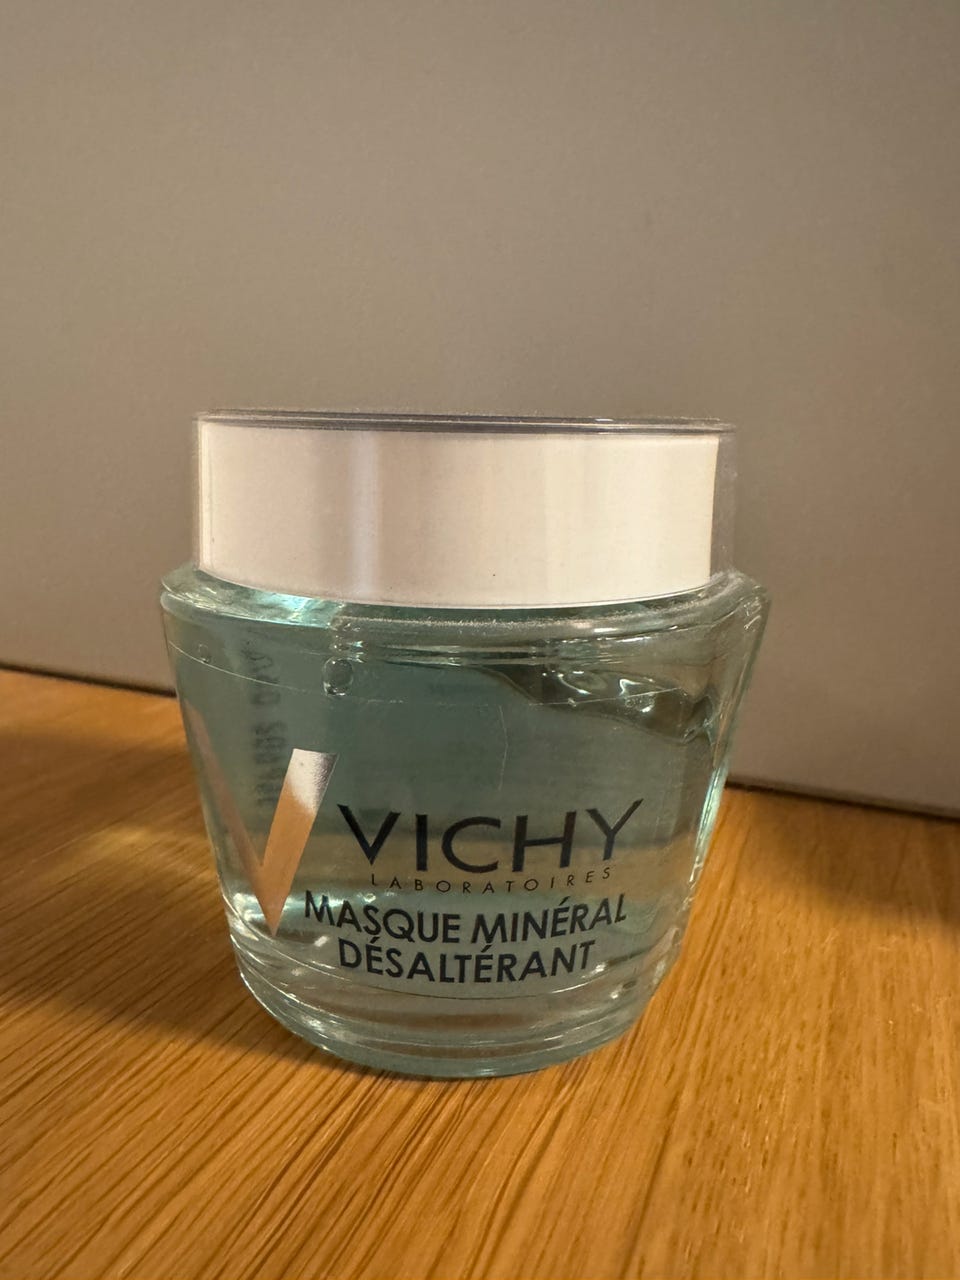 VICHY
LABORATOIRES
MASQUE MINÉRAL
DÉSALTÉRANT